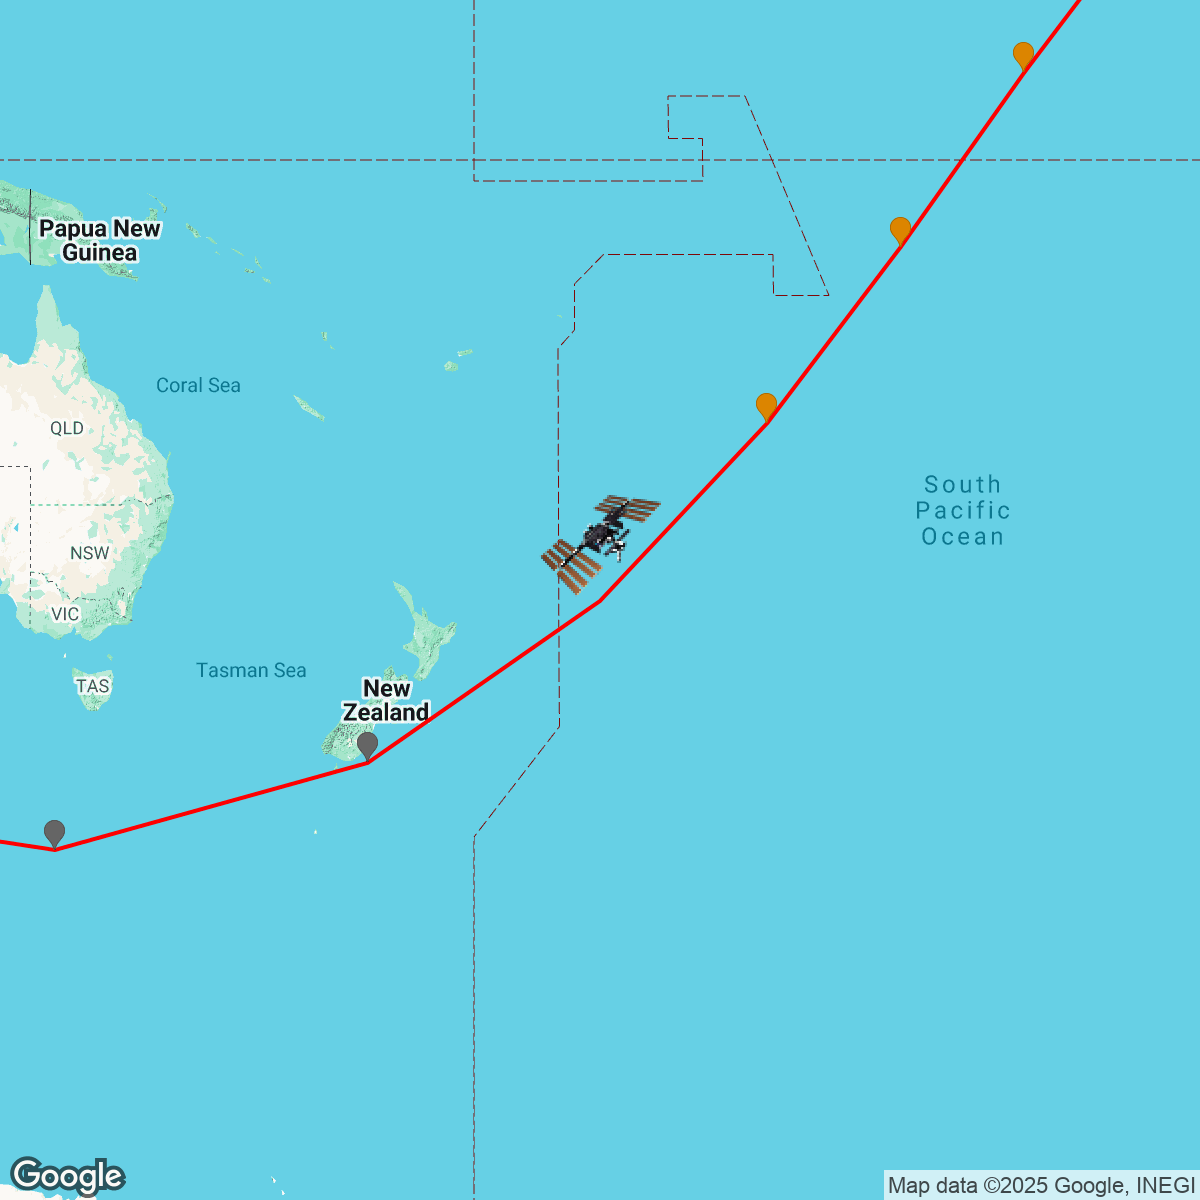 Papua New
Guinea
Coral Sea
QLD
South
Pacific
Ocean
NSW
VIC
Tasman Sea
TAS
New
Zealand
Google
Map data ©2025 Google, INEGI